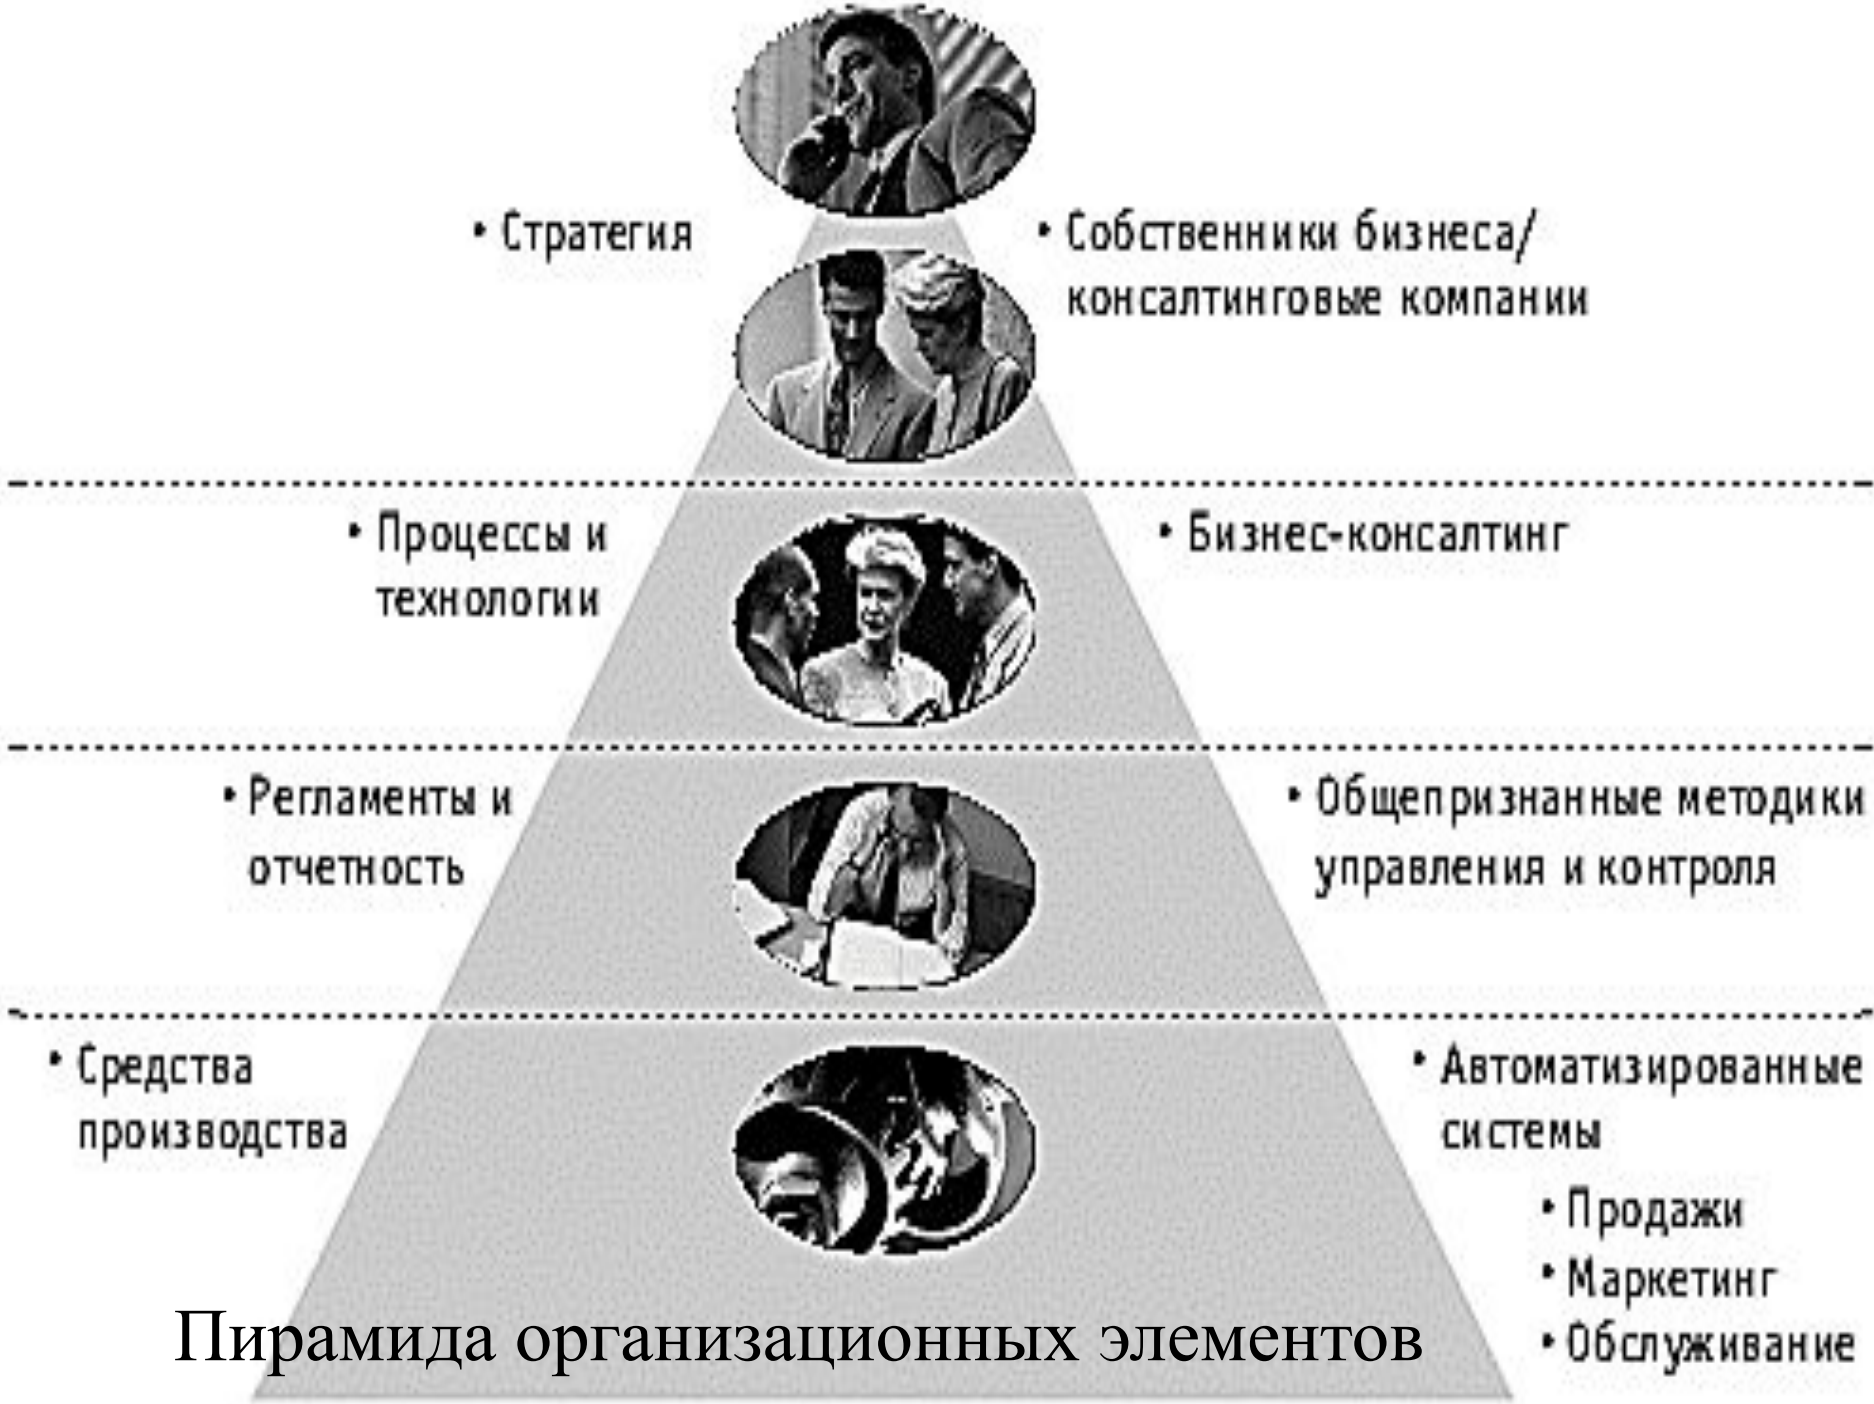 • Стратегия
• Собственники бизнеса/
консалтинговые компании
• Процессы и
технологии
• Бизнес-консалтинг
• Регламенты и
отчетность
• Общепризнанные методики
управления и контроля
• Средства
производства
• Автоматизированные
системы
• Продажи
• Маркетинг
• Обслуживание
Пирамида организационных элементов